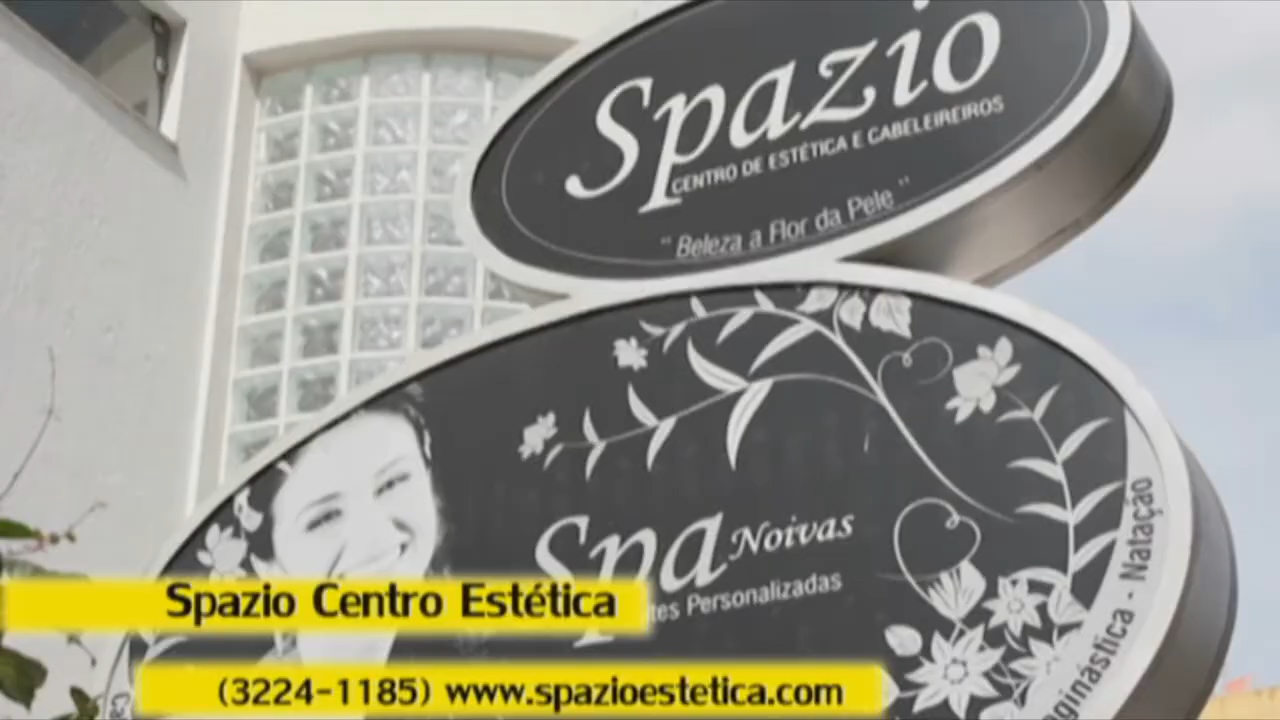 Spazio
CENTRO DE ESTÉTICA E CABELEIREIROS
" Beleza a Flor da Pele "
Spa Noivas
Personalizadas
Natação
Spazio Centro Estética
(3224-1185) www.spazioestetica.com